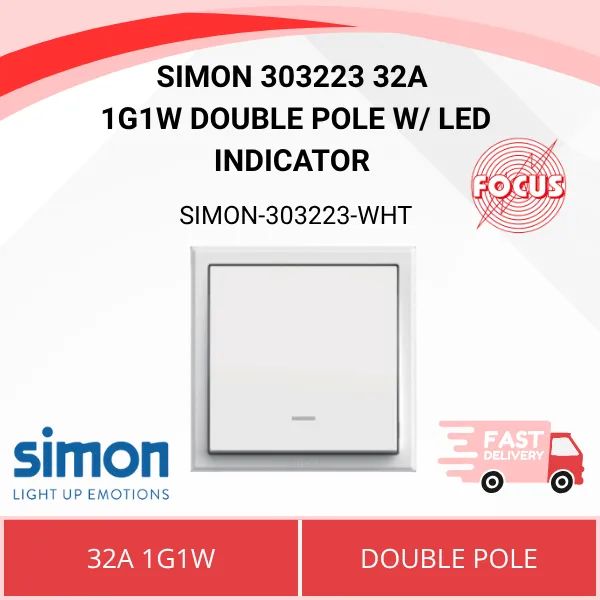 SIMON 303223 32A
1G1W DOUBLE POLE W/ LED
INDICATOR
FOCUS
SIMON-303223-WHT
simon
LIGHT UP EMOTIONS
FAST
DELIVERY
32A 1G1W
DOUBLE POLE